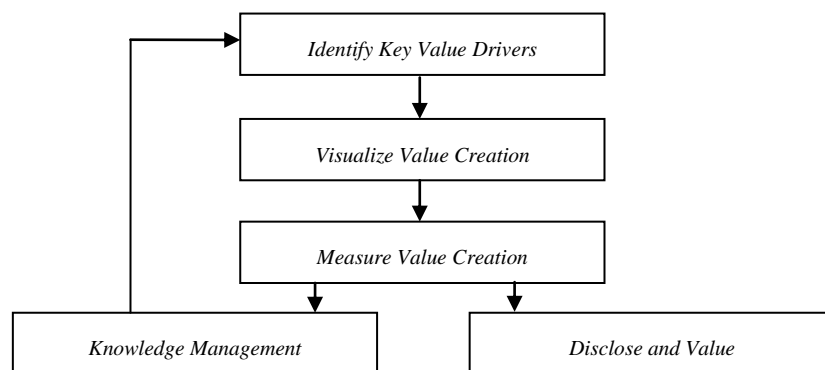 Identify Key Value Drivers
Visualize Value Creation
Measure Value Creation
Knowledge Management
Disclose and Value